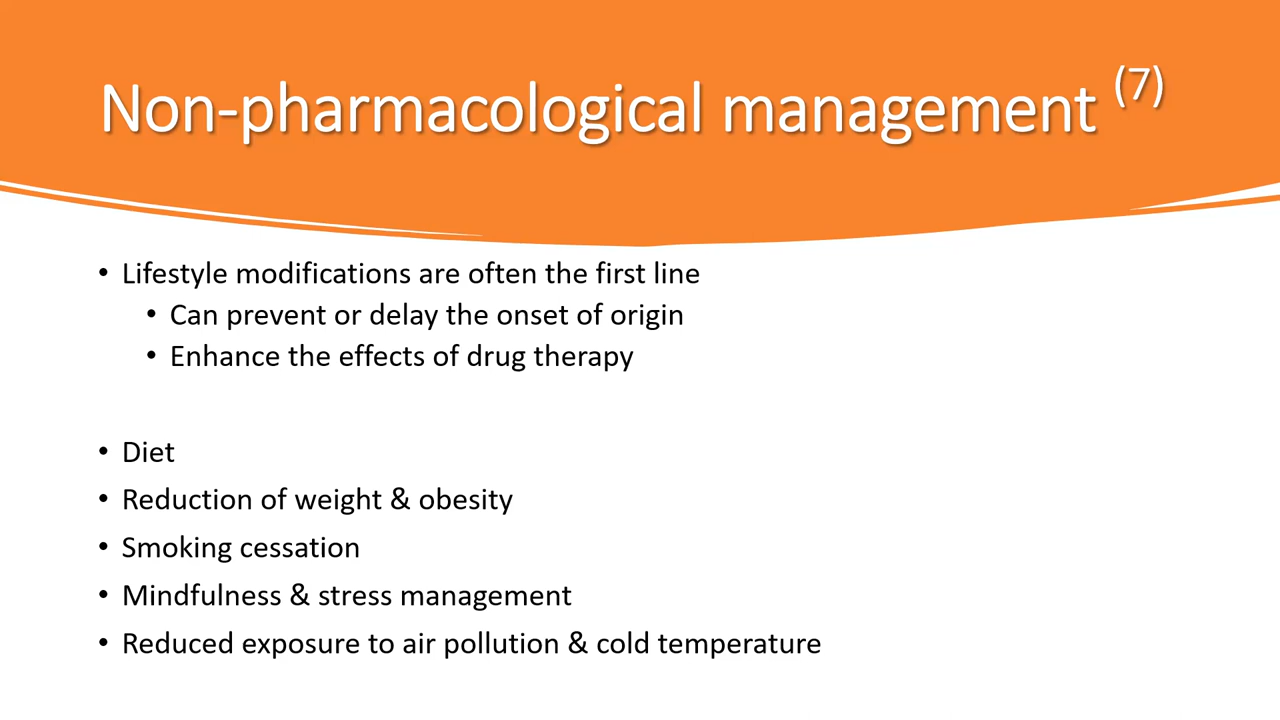 Non-pharmacological management (7)
• Lifestyle modifications are often the first line
• Can prevent or delay the onset of origin
• Enhance the effects of drug therapy
• Diet
• Reduction of weight & obesity
• Smoking cessation
• Mindfulness & stress management
• Reduced exposure to air pollution & cold temperature